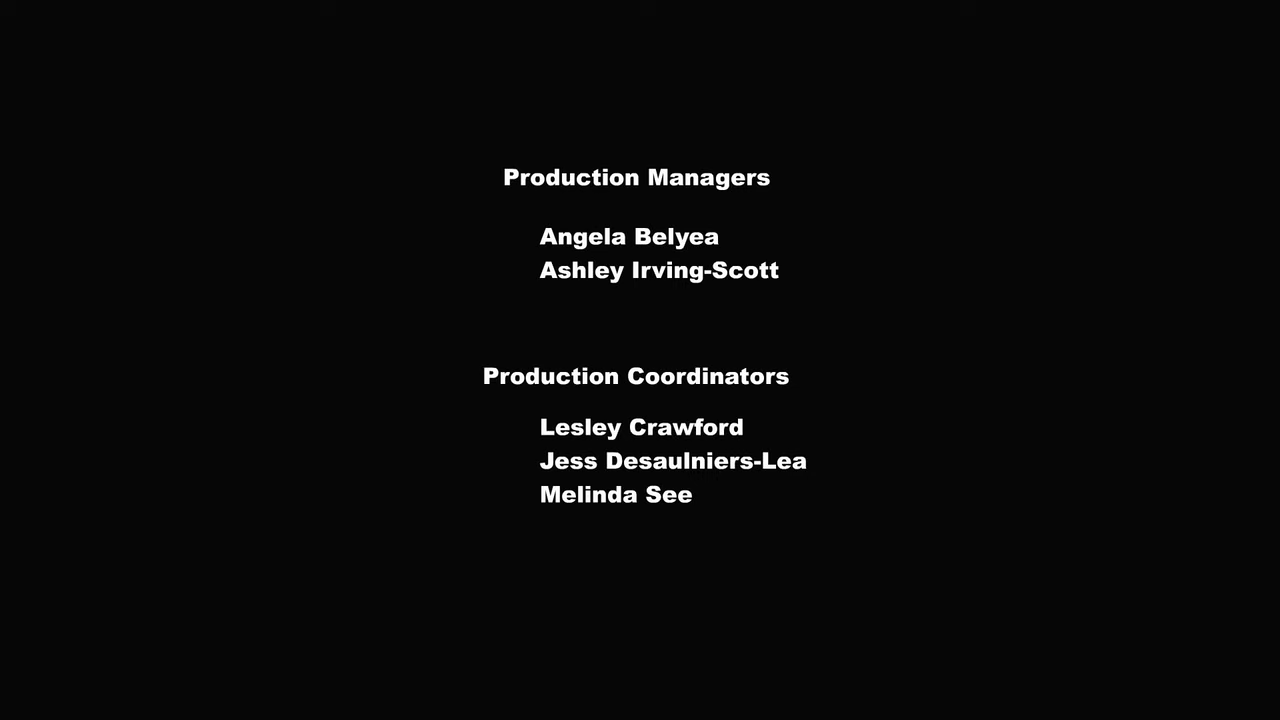 Production Managers
Angela Belyea
Ashley Irving-Scott
Production Coordinators
Lesley Crawford
Jess Desaulniers-Lea
Melinda See